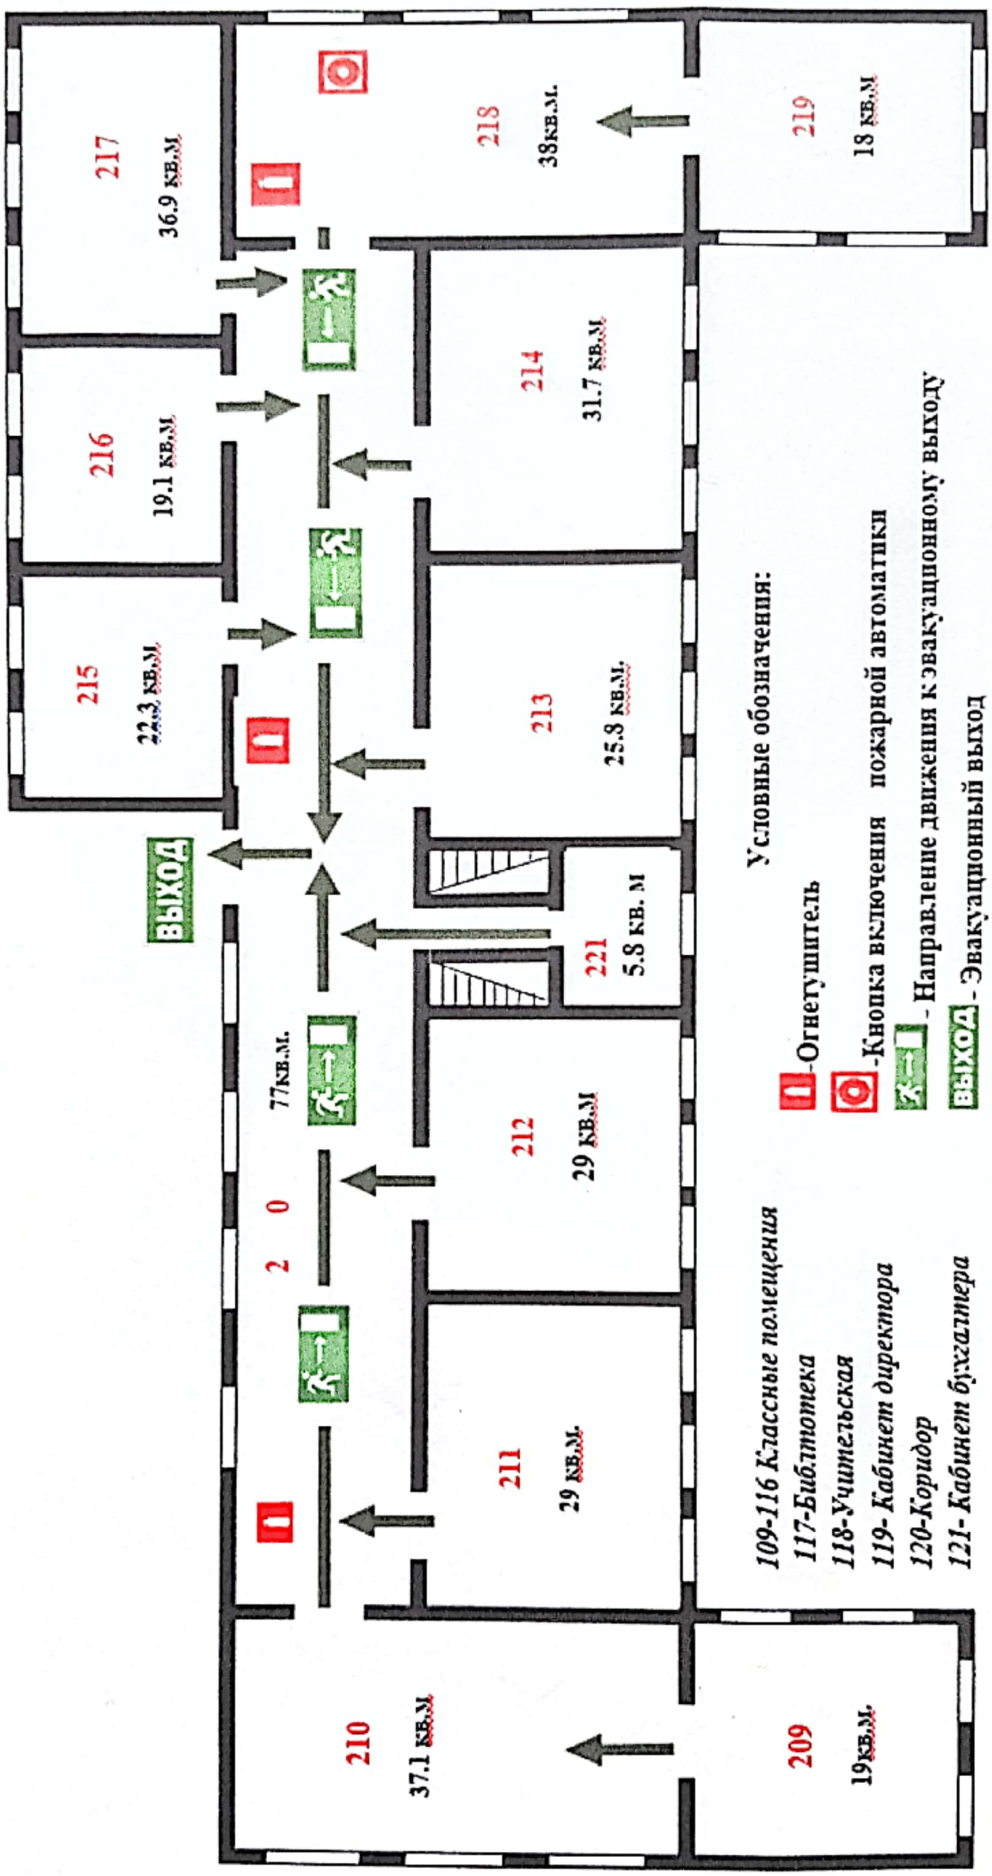 ВЫХОД
215
22.3 кв.м
216
19.1 кв.м
217
36.9 кв.м
2 0
77кв.м.
218
38кв.м.
210
37.1 кв.м
211
29 кв.м.
212
29 кв.м
221
5.8 кв. м
213
25.8 кв.м.
214
31.7 кв.м
209
19кв.м.
219
18 кв.м
109-116 Классные помещения
117-Библтотека
118-Учительская
119- Кабинет директора
120-Коридор
121- Кабинет бухгалтера
Условные обозначения:
-Огнетушитель
-Кнопка включения пожарной автоматики
- Направление движения к эвакуационному выходу
ВЫХОД - Эвакуационный выход